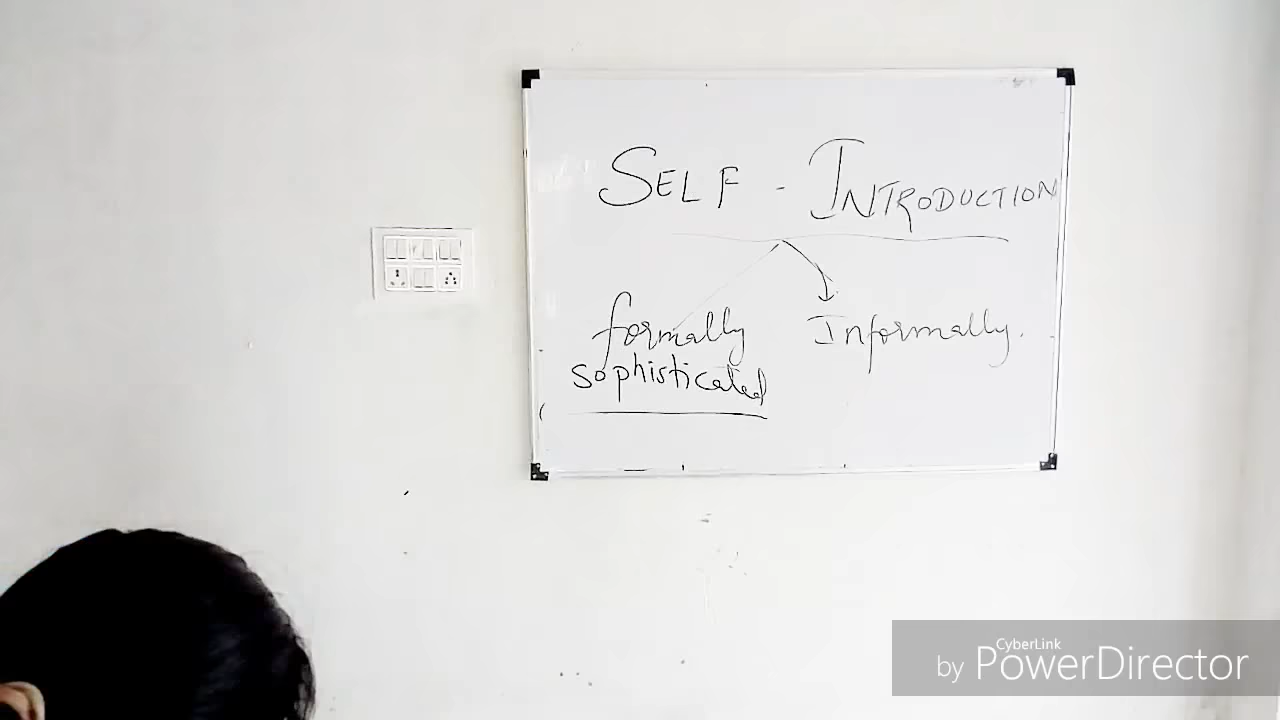 SELF - INTRODUCTION
formally Informally.
sophisticated
CyberLink
by PowerDirector